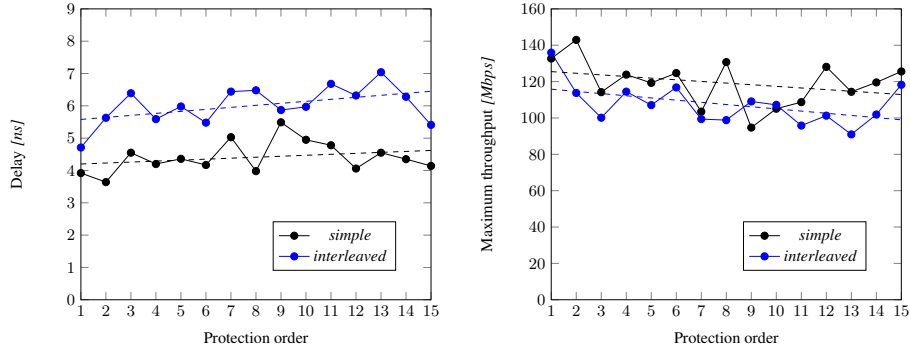 9
8
7
6
5
4
3
2
1
0
Delay [ns]
simple
interleaved
1 2 3 4 5 6 7 8 9 10 11 12 13 14 15
Protection order
160
140
120
100
80
60
40
20
0
Maximum throughput [Mbps]
simple
interleaved
1 2 3 4 5 6 7 8 9 10 11 12 13 14 15
Protection order